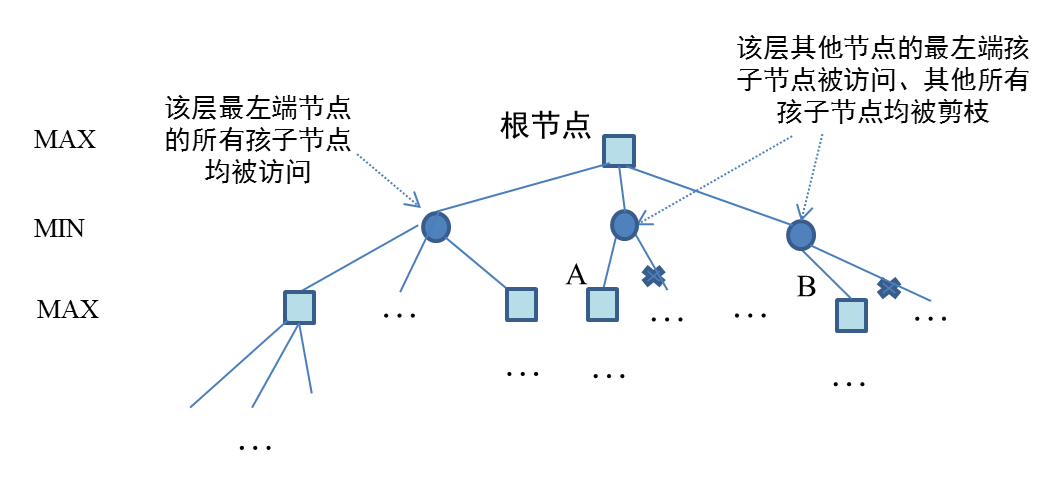 该层其他节点的最左端孩
子节点被访问、其他所有
孩子节点均被剪枝
该层最左端节点
的所有孩子节点
均被访问
根节点
MAX
MIN
A
B
MAX
…
…
…
…
…
…
…
…